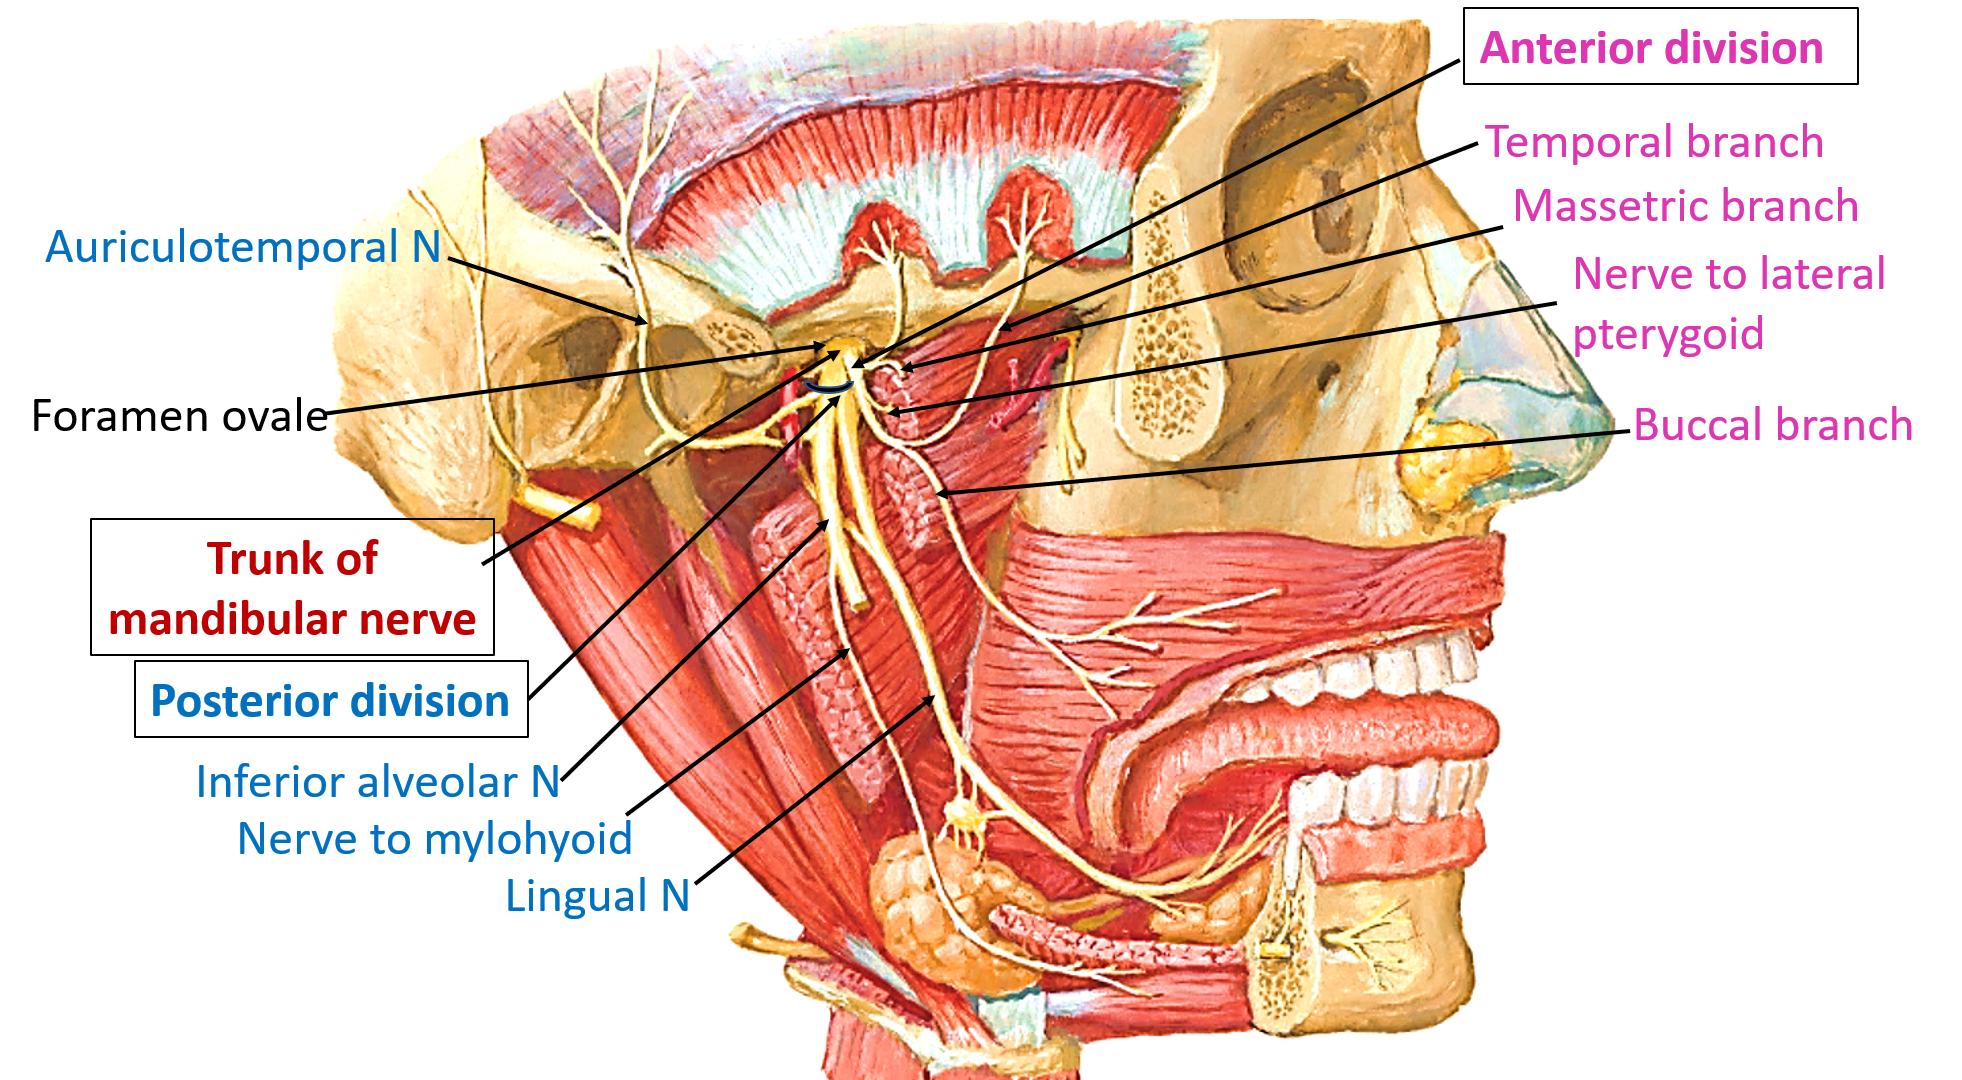 Anterior division
Temporal branch
Massetric branch
Nerve to lateral
pterygoid
Buccal branch
Auriculotemporal N
Foramen ovale
Trunk of
mandibular nerve
Posterior division
Inferior alveolar N
Nerve to mylohyoid
Lingual N